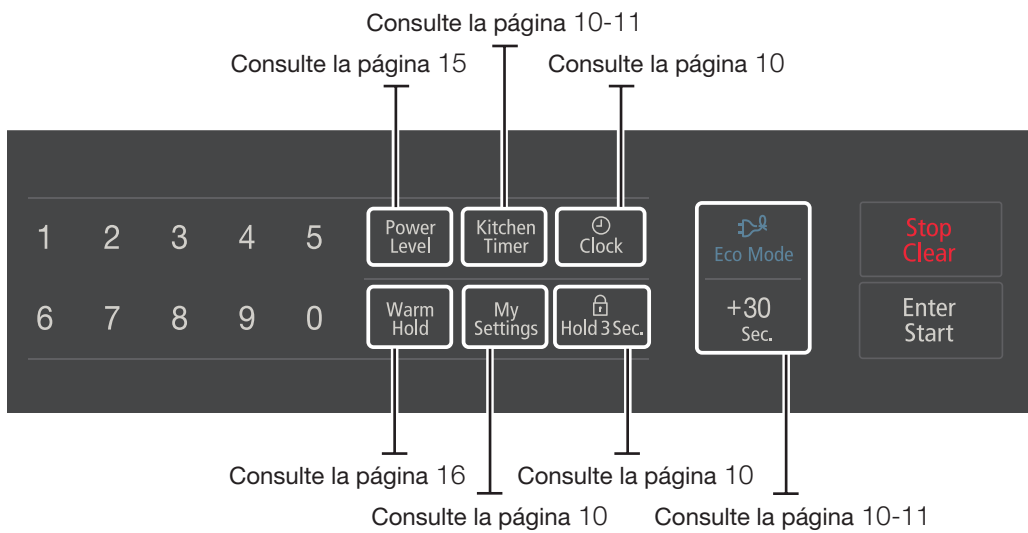 Consulte la página 10-11
Consulte la página 15
Consulte la página 10
1 2 3 4 5
Power
Level
Kitchen
Timer
Clock
Eco Mode
Stop
Clear
6 7 8 9 0
Warm
Hold
My
Settings
Hold 3 Sec.
+30
Sec.
Enter
Start
Consulte la página 16
Consulte la página 10
Consulte la página 10
Consulte la página 10-11